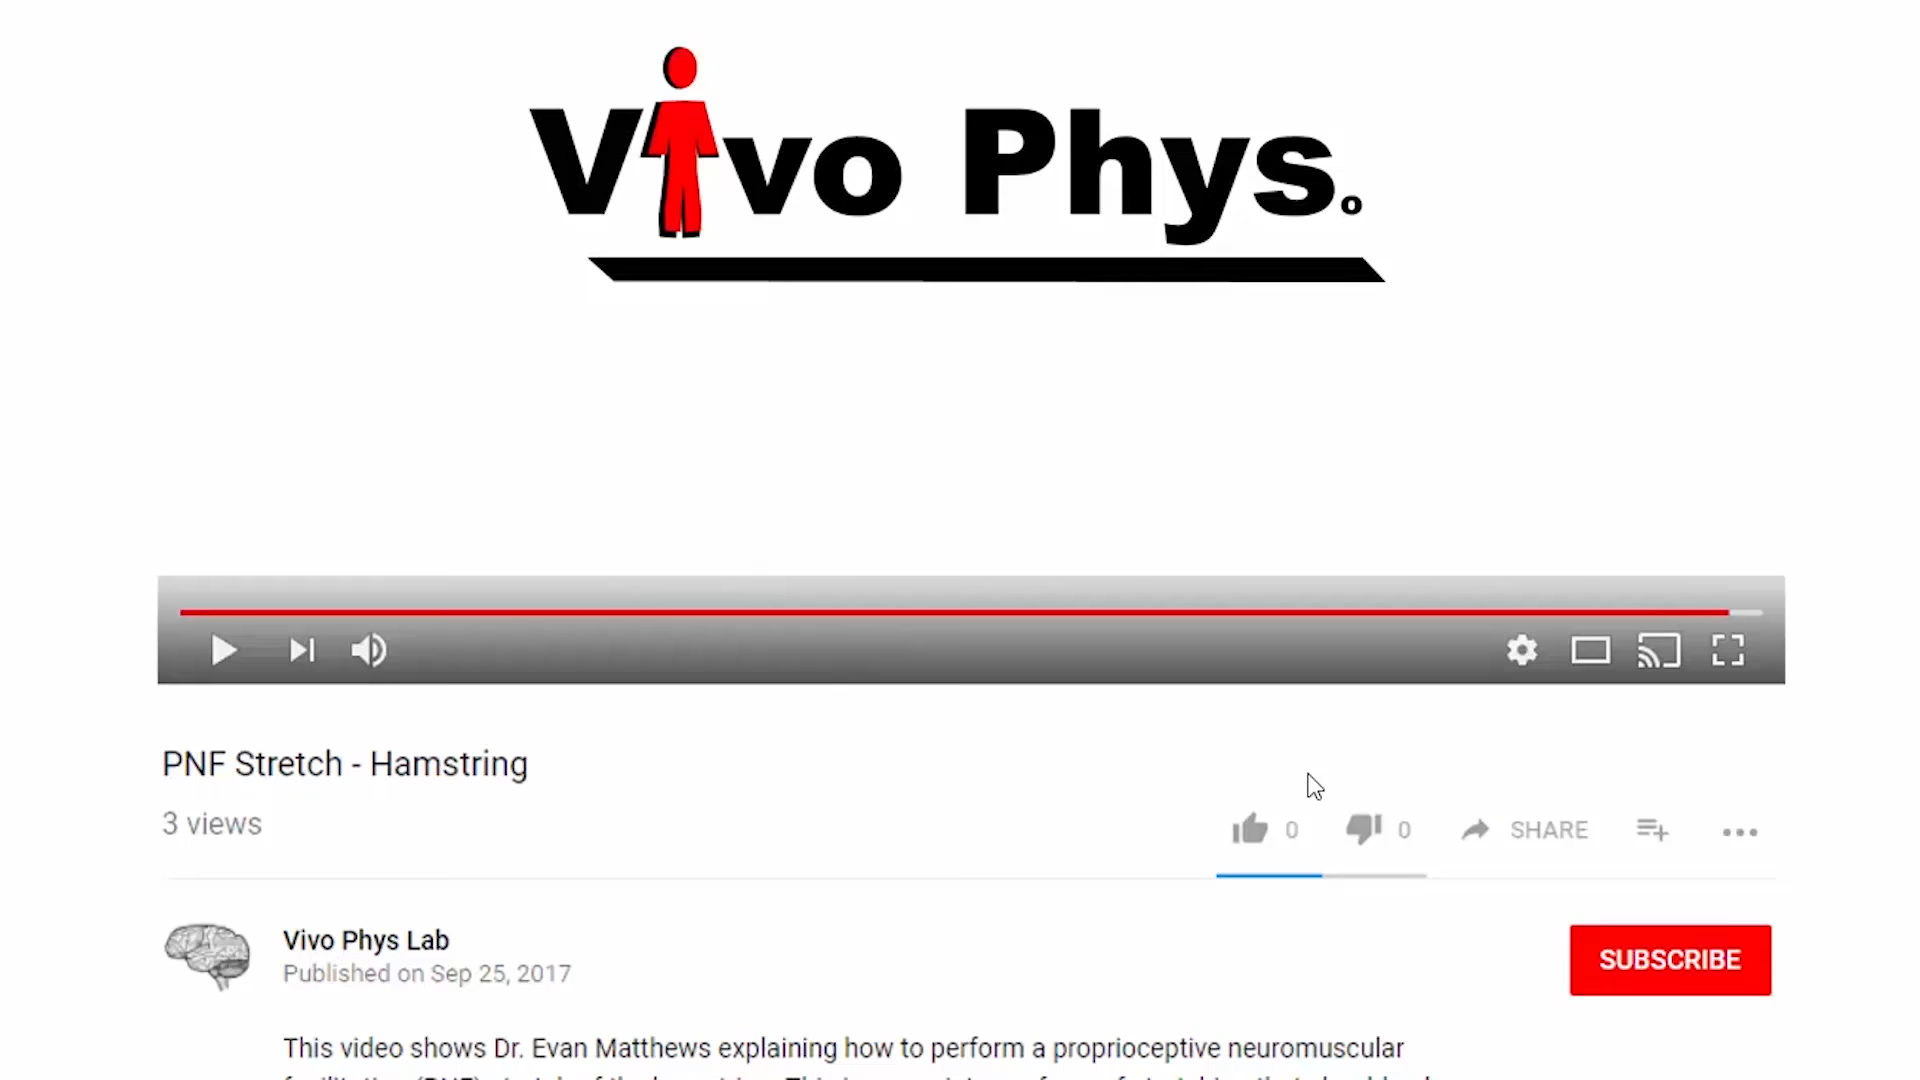 Vivo Phys.
PNF Stretch - Hamstring
3 views
0
0
SHARE
Vivo Phys Lab
Published on Sep 25, 2017
SUBSCRIBE
This video shows Dr. Evan Matthews explaining how to perform a proprioceptive neuromuscular